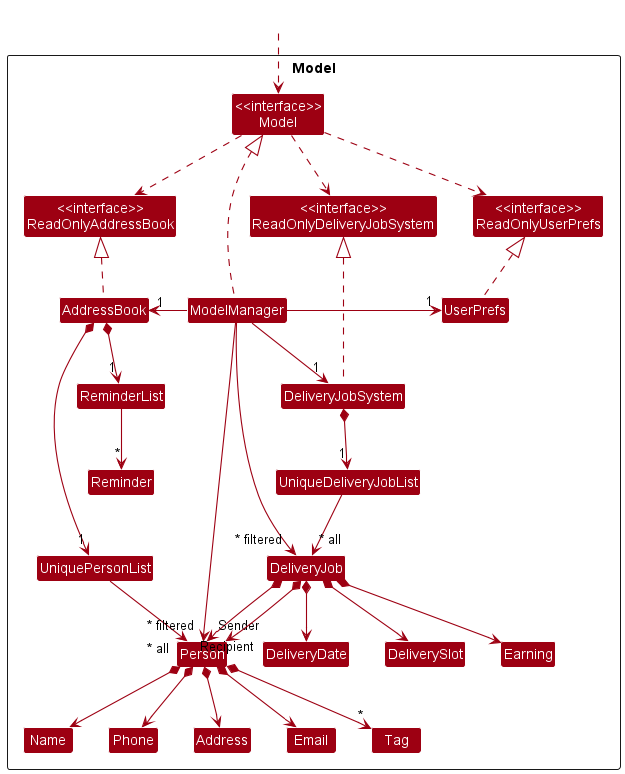 Model
<<interface>>
Model
<<interface>>
ReadOnlyAddressBook
<<interface>>
ReadOnlyDeliveryJobSystem
<<interface>>
ReadOnlyUserPrefs
AddressBook
1
ModelManager
1
UserPrefs
1
1
ReminderList
DeliveryJobSystem
*
1
Reminder
UniqueDeliveryJobList
1
* filtered
* all
UniquePersonList
DeliveryJob
* filtered
Sender
* all
Person
Recipient
DeliveryDate
DeliverySlot
Earning
*
Name
Phone
Address
Email
Tag